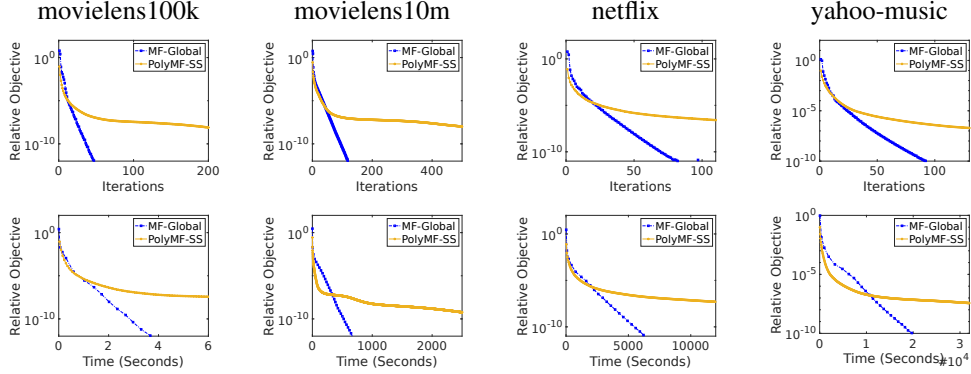 movielens100k movielens10m netflix yahoo-music
Relative Objective
10^0
10^-10
MF-Global
PolyMF-SS
0 50 100 150 200
Iterations
Relative Objective
10^0
10^-10
MF-Global
PolyMF-SS
0 200 400
Iterations
Relative Objective
10^0
10^-5
10^-10
MF-Global
PolyMF-SS
0 50 100
Iterations
Relative Objective
10^0
10^-5
10^-10
MF-Global
PolyMF-SS
0 50 100
Iterations
Relative Objective
10^0
10^-10
MF-Global
PolyMF-SS
0 2 4 6
Time (Seconds)
Relative Objective
10^0
10^-10
MF-Global
PolyMF-SS
0 1000 2000
Time (Seconds)
Relative Objective
10^0
10^-10
MF-Global
PolyMF-SS
0 5000 10000
Time (Seconds)
Relative Objective
10^0
10^-5
10^-10
MF-Global
PolyMF-SS
0 1 2 3
Time (Seconds) #10^4